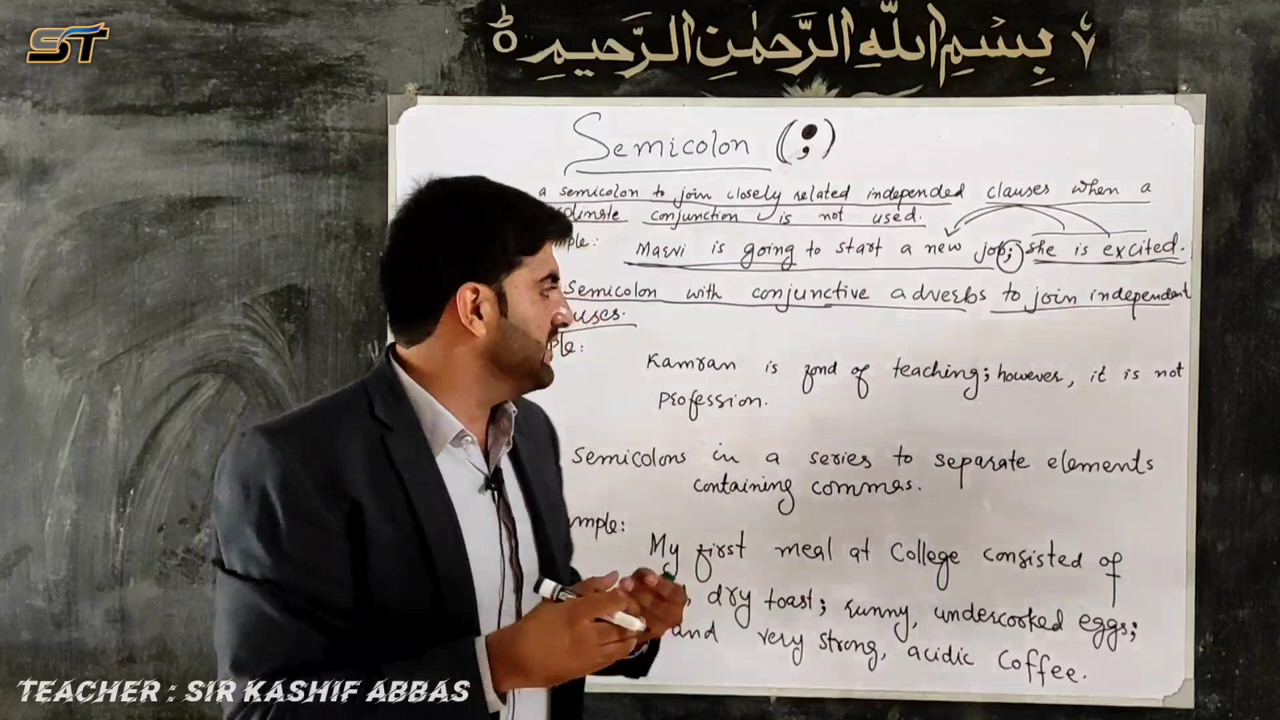 ST
بِسْمِ اللّٰهِ الرَّحْمٰنِ الرَّحِيمِ
Semicolon (;)
a semicolon to join closely related independed clauses when a
conjunction is not used.
is going to start a new job; she is excited.
Semicolon with conjunctive adverbs to join independent
Kamran is fond of teaching; however, it is not
Profession.
Semicolons in a series to separate elements
containing commas.
My first meal at College consisted of
, dry toast; runny, undercooked eggs;
and very strong, acidic Coffee.
TEACHER : SIR KASHIF ABBAS